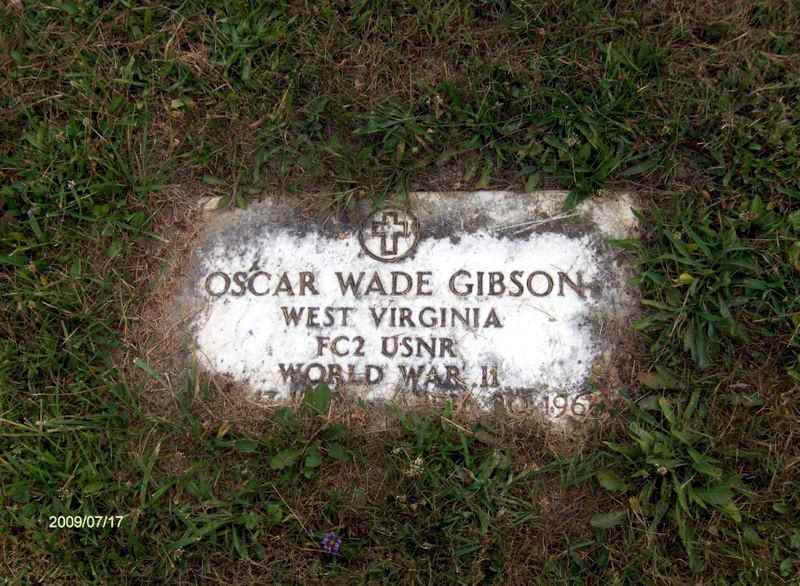 OSCAR WADE GIBSON
WEST VIRGINIA
FC2 USNR
WORLD WAR II
2009/07/17